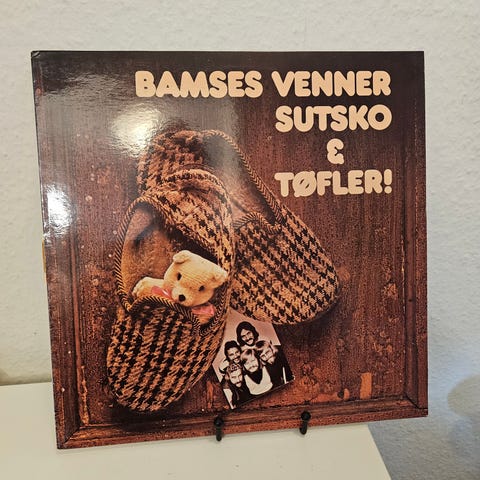 BAMSES VENNER
SUTSKO
&
TØFLER!